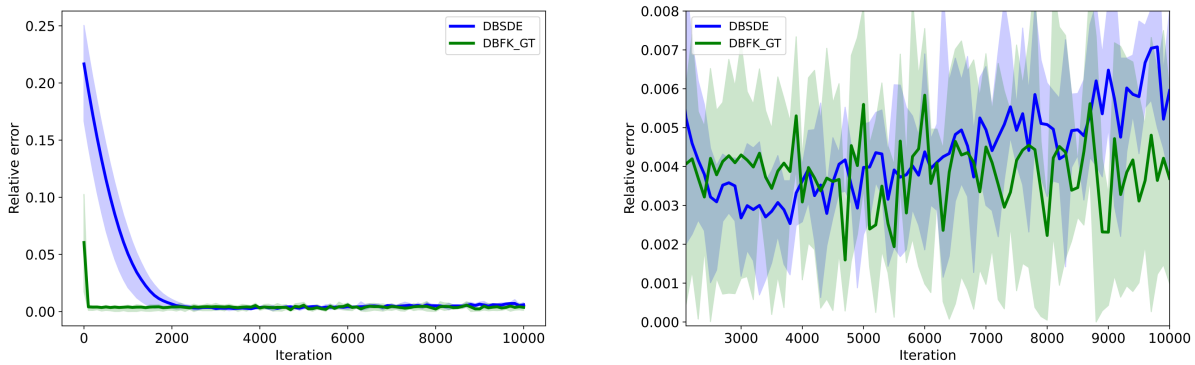 0.25
0.20
0.15
0.10
0.05
0.00
Relative error
DBSDE
DBFK_GT
0 2000 4000 6000 8000 10000
Iteration
0.008
0.007
0.006
0.005
0.004
0.003
0.002
0.001
0.000
Relative error
DBSDE
DBFK_GT
3000 4000 5000 6000 7000 8000 9000 10000
Iteration